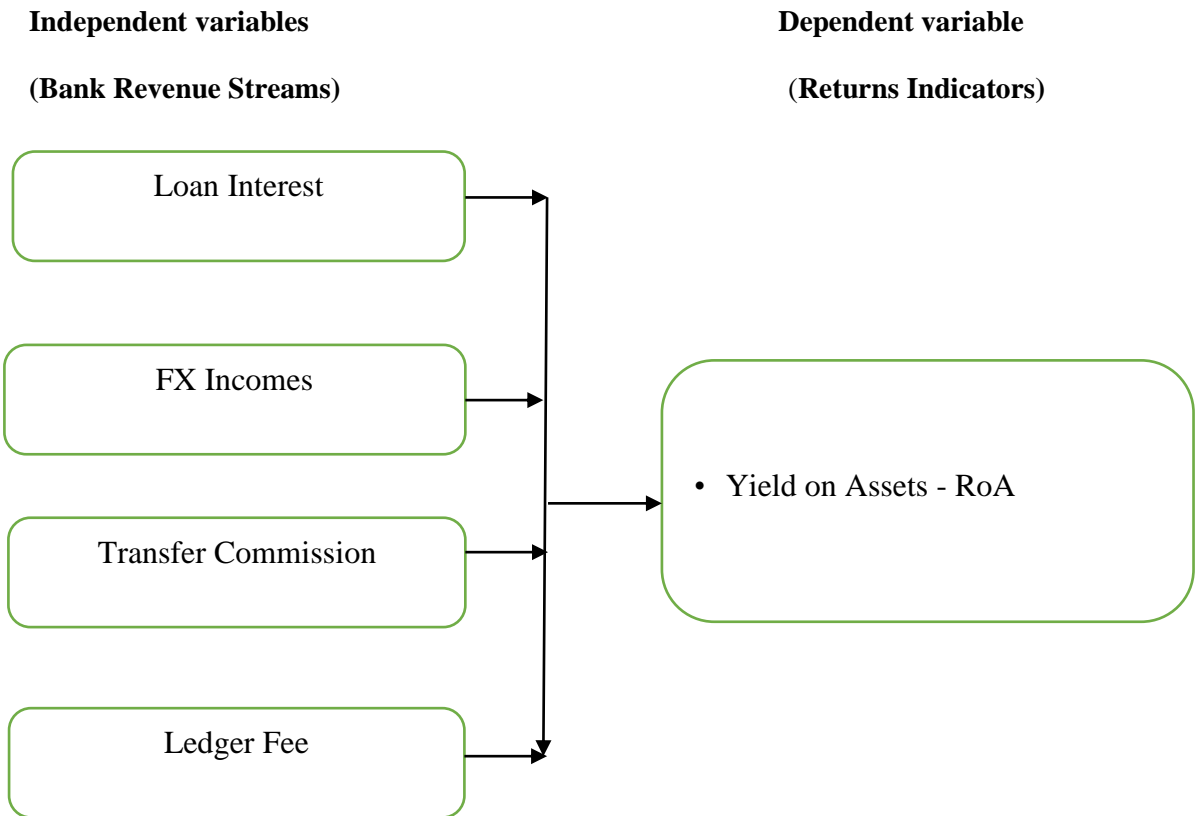 Independent variables
Dependent variable
(Bank Revenue Streams)
(Returns Indicators)
Loan Interest
FX Incomes
• Yield on Assets - RoA
Transfer Commission
Ledger Fee